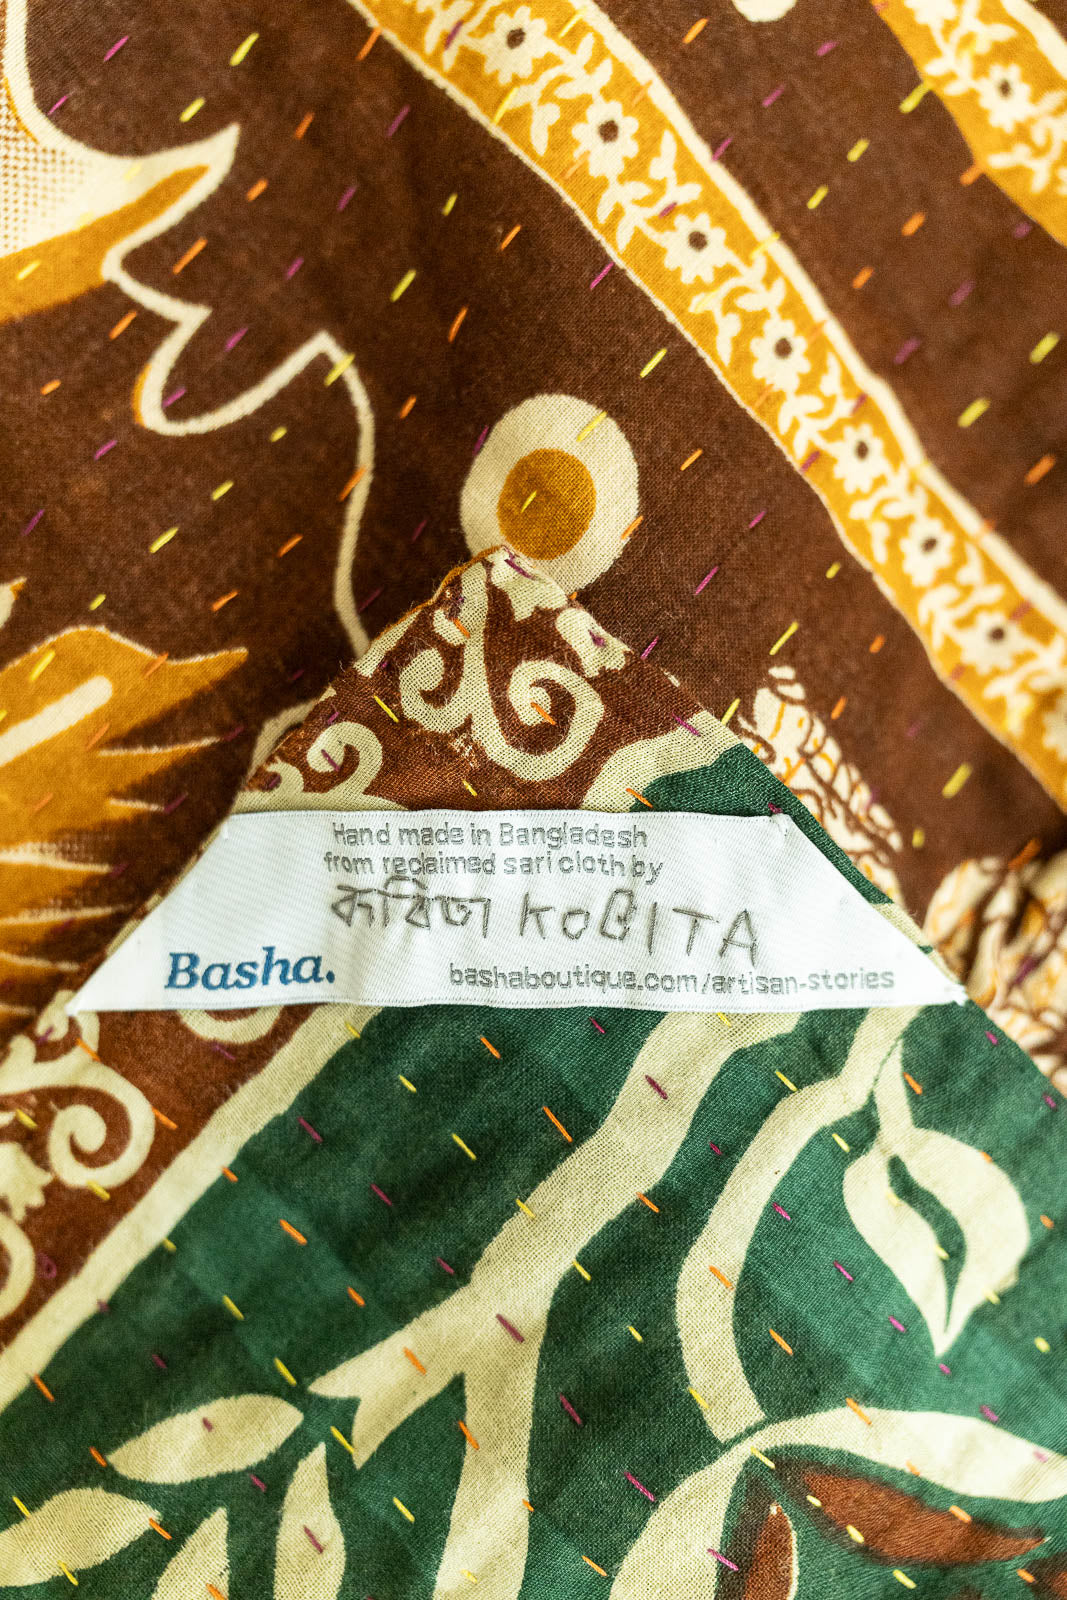 Hand made in Bangladesh
from reclaimed sari cloth by
কবিতা KOBITA
Basha.
bashaboutique.com/artisan-stories